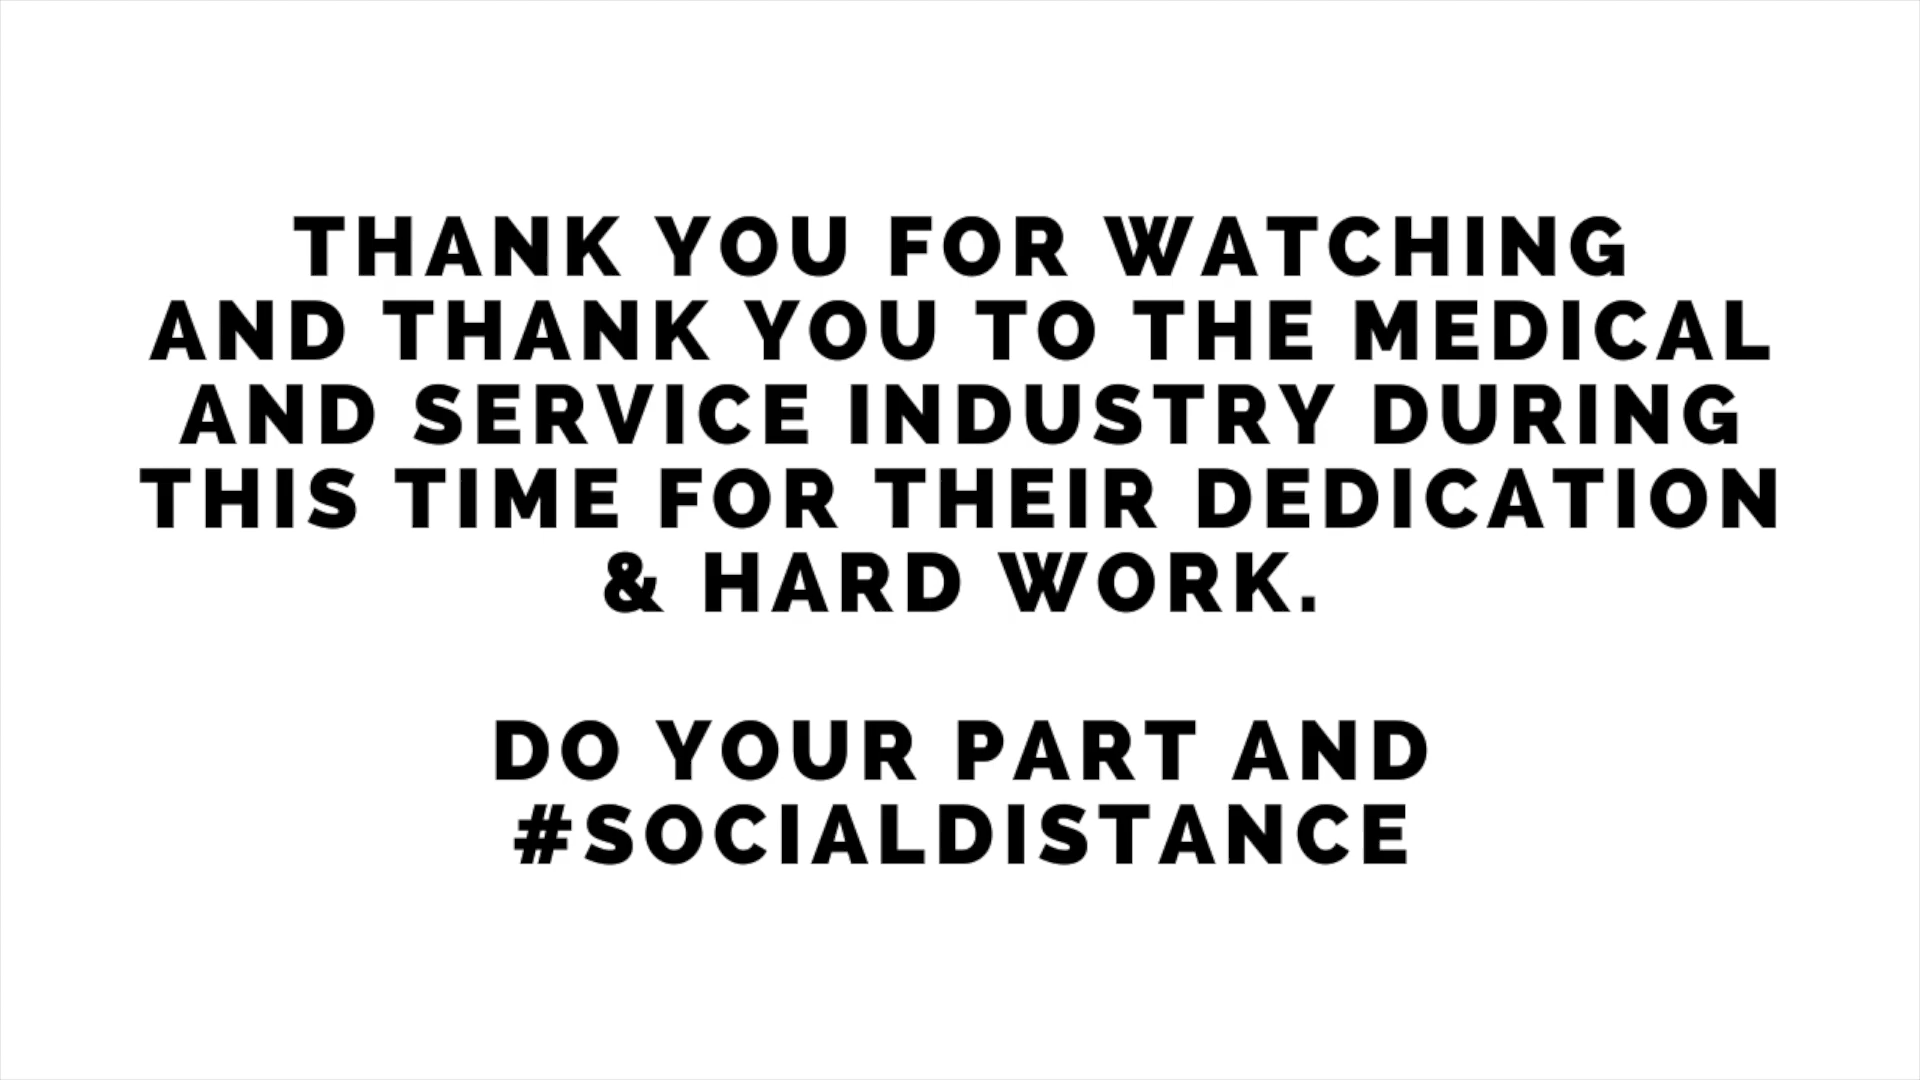 THANK YOU FOR WATCHING
AND THANK YOU TO THE MEDICAL
AND SERVICE INDUSTRY DURING
THIS TIME FOR THEIR DEDICATION
& HARD WORK.
DO YOUR PART AND
#SOCIALDISTANCE